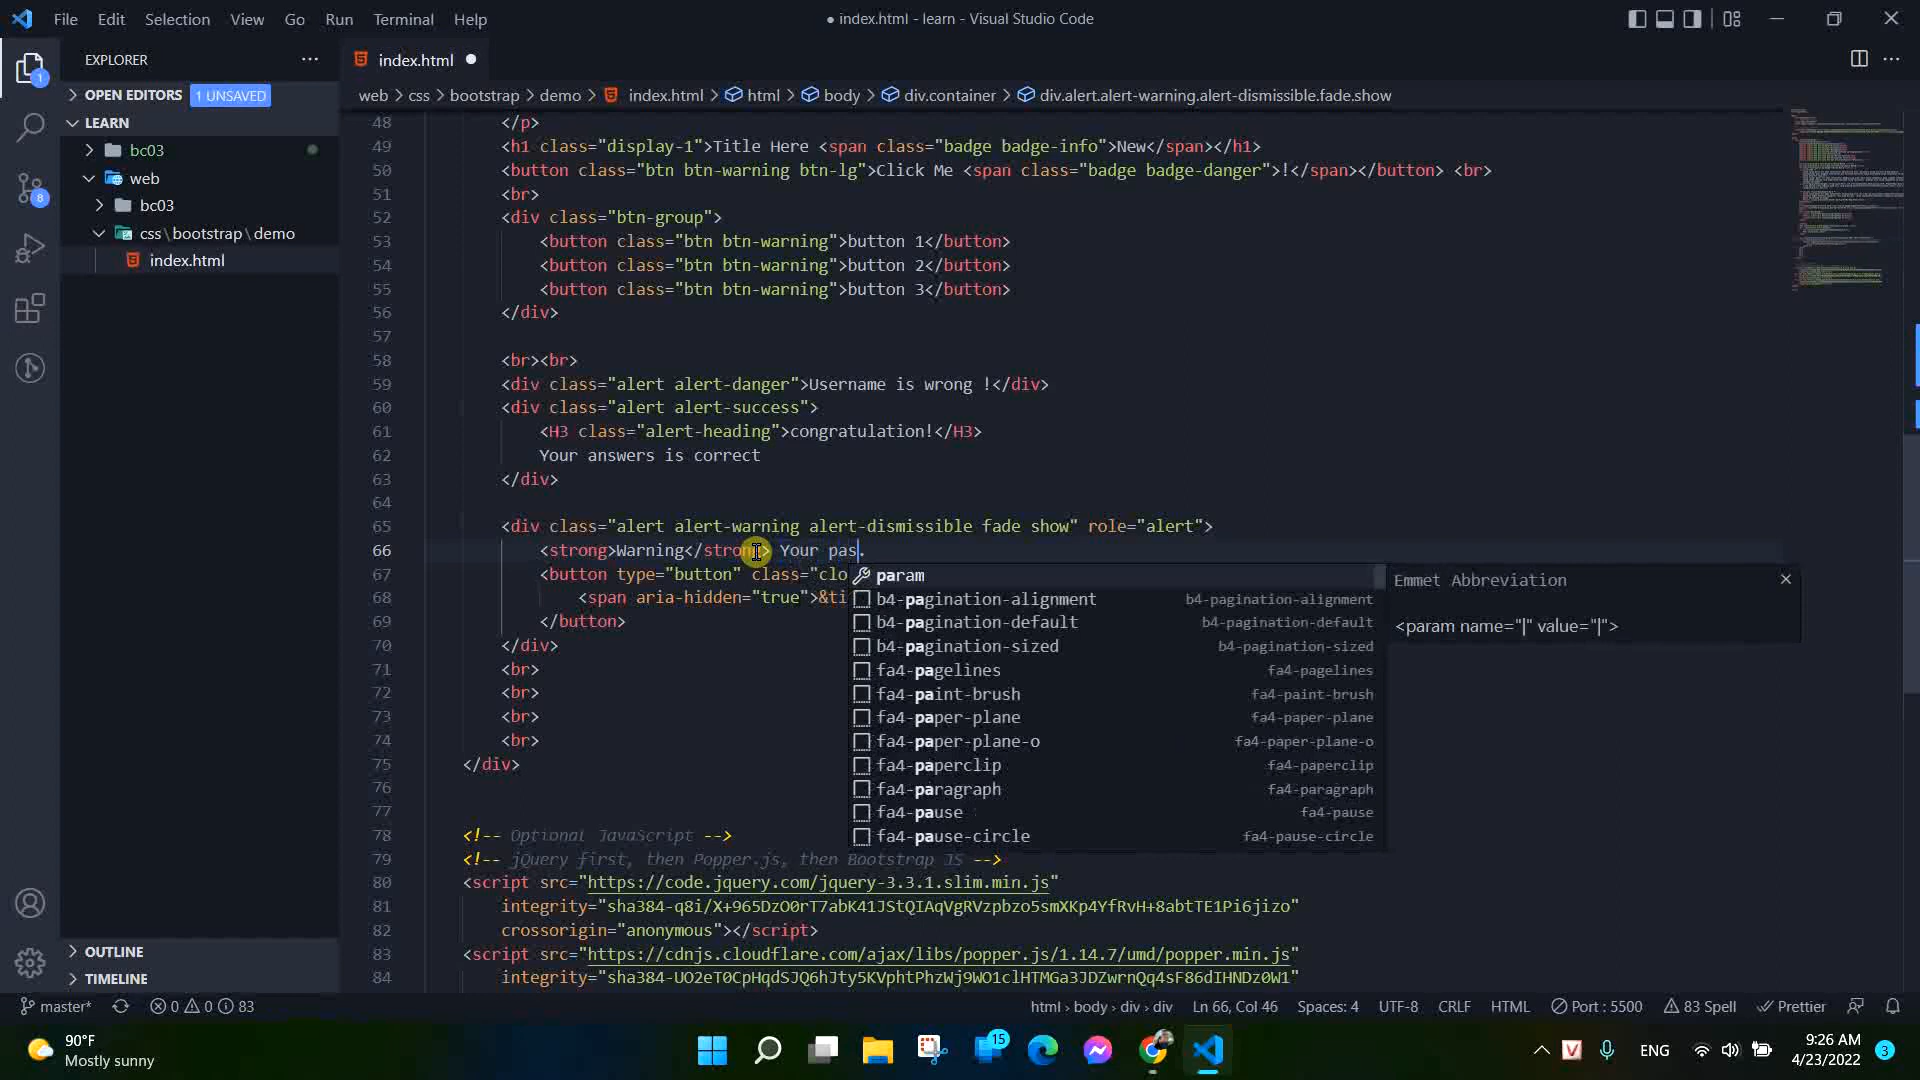 File Edit Selection View Go Run Terminal Help
● index.html - learn - Visual Studio Code
EXPLORER
index.html
OPEN EDITORS 1 UNSAVED
LEARN
bc03
web
bc03
css\bootstrap\demo
index.html
OUTLINE
TIMELINE
1
8
web > css > bootstrap > demo > index.html > html > body > div.container > div.alert.alert-warning.alert-dismissible.fade.show
48 </p>
49 <h1 class="display-1">Title Here <span class="badge badge-info">New</span></h1>
50 <button class="btn btn-warning btn-lg">Click Me <span class="badge badge-danger">!</span></button> <br>
51 <br>
52 <div class="btn-group">
53 <button class="btn btn-warning">button 1</button>
54 <button class="btn btn-warning">button 2</button>
55 <button class="btn btn-warning">button 3</button>
56 </div>
57
58 <br><br>
59 <div class="alert alert-danger">Username is wrong !</div>
60 <div class="alert alert-success">
61 <H3 class="alert-heading">congratulation!</H3>
62 Your answers is correct
63 </div>
64
65 <div class="alert alert-warning alert-dismissible fade show" role="alert">
66 <strong>Warning</strong> Your pas.
67 <button type="button" class="clo
68 <span aria-hidden="true">&ti
69 </button>
70 </div>
71 <br>
72 <br>
73 <br>
74 <br>
75 </div>
76
77
78 <!-- Optional JavaScript -->
79 <!-- jQuery first, then Popper.js, then Bootstrap JS -->
80 <script src="https://code.jquery.com/jquery-3.3.1.slim.min.js"
81 integrity="sha384-q8i/X+965DzO0rT7abK41JStQIAqVgRVzpbzo5smXKp4YfRvH+8abtTE1Pi6jizo"
82 crossorigin="anonymous"></script>
83 <script src="https://cdnjs.cloudflare.com/ajax/libs/popper.js/1.14.7/umd/popper.min.js"
84 integrity="sha384-UO2eT0CpHqdSJQ6hJty5KVphtPhzWj9WO1clHTMGa3JDZwrnQq4sF86dIHNDz0W1"
param
b4-pagination-alignment b4-pagination-alignment
b4-pagination-default b4-pagination-default
b4-pagination-sized b4-pagination-sized
fa4-pagelines fa4-pagelines
fa4-paint-brush fa4-paint-brush
fa4-paper-plane fa4-paper-plane
fa4-paper-plane-o fa4-paper-plane-o
fa4-paperclip fa4-paperclip
fa4-paragraph fa4-paragraph
fa4-pause fa4-pause
fa4-pause-circle fa4-pause-circle
Emmet Abbreviation
<param name="|" value="|">
master* 0 0 83
html > body > div > div Ln 66, Col 46 Spaces: 4 UTF-8 CRLF HTML Port : 5500 83 Spell Prettier
90°F
Mostly sunny
15
V
ENG
9:26 AM
4/23/2022
3